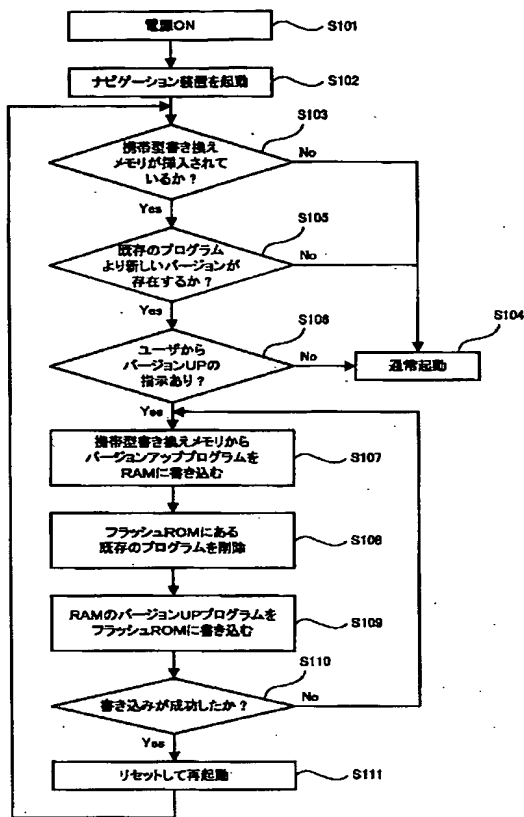 電源ON
S101
ナビゲーション装置を起動
S102
S103
携帯型書き換え
メモリが挿入されて
いるか？
No
Yes
S105
既存のプログラム
より新しいバージョンが
存在するか？
No
Yes
S106
ユーザから
バージョンUPの
指示あり？
No
S104
通常起動
Yes
携帯型書き換えメモリから
バージョンアッププログラムを
RAMに書き込む
S107
フラッシュROMにある
既存のプログラムを削除
S108
RAMのバージョンUPプログラムを
フラッシュROMに書き込む
S109
S110
書き込みが成功したか？
No
Yes
リセットして再起動
S111